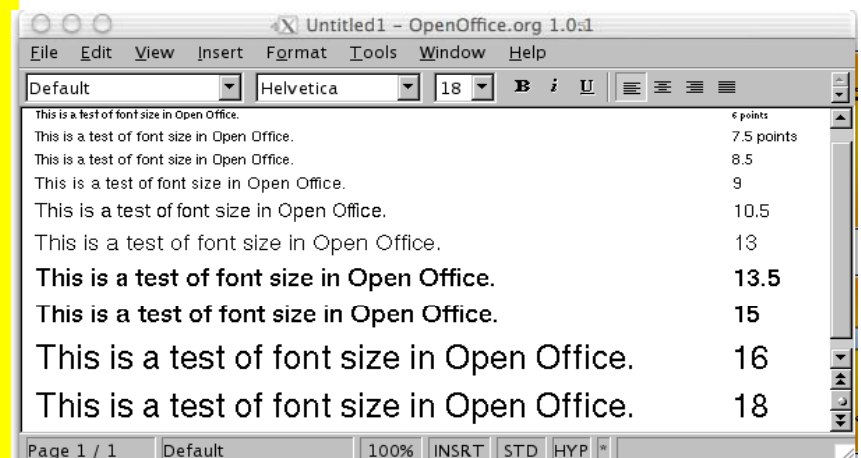 Untitled1 – OpenOffice.org 1.0.1
File Edit View Insert Format Tools Window Help
Default Helvetica 18 B i U
This is a test of font size in Open Office. 6 points
This is a test of font size in Open Office. 7.5 points
This is a test of font size in Open Office. 8.5
This is a test of font size in Open Office. 9
This is a test of font size in Open Office. 10.5
This is a test of font size in Open Office. 13
This is a test of font size in Open Office. 13.5
This is a test of font size in Open Office. 15
This is a test of font size in Open Office. 16
This is a test of font size in Open Office. 18
Page 1 / 1 Default 100% INSRT STD HYP *